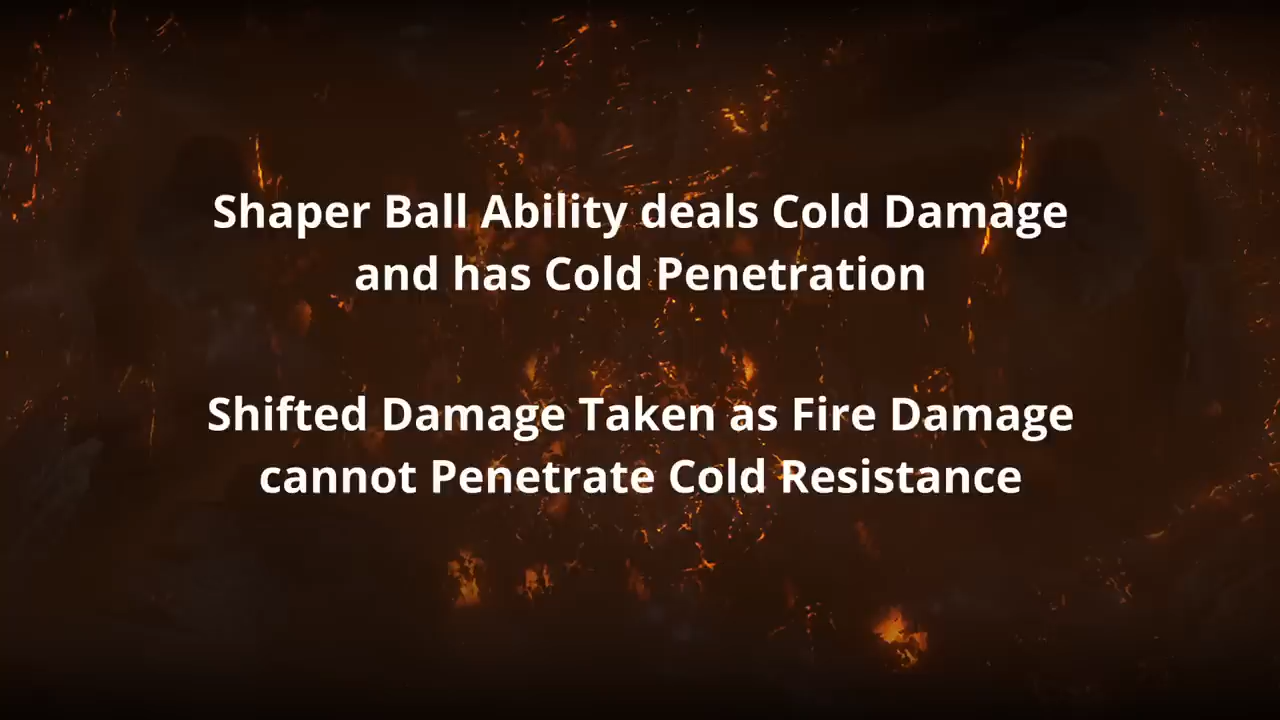 Shaper Ball Ability deals Cold Damage
and has Cold Penetration
Shifted Damage Taken as Fire Damage
cannot Penetrate Cold Resistance